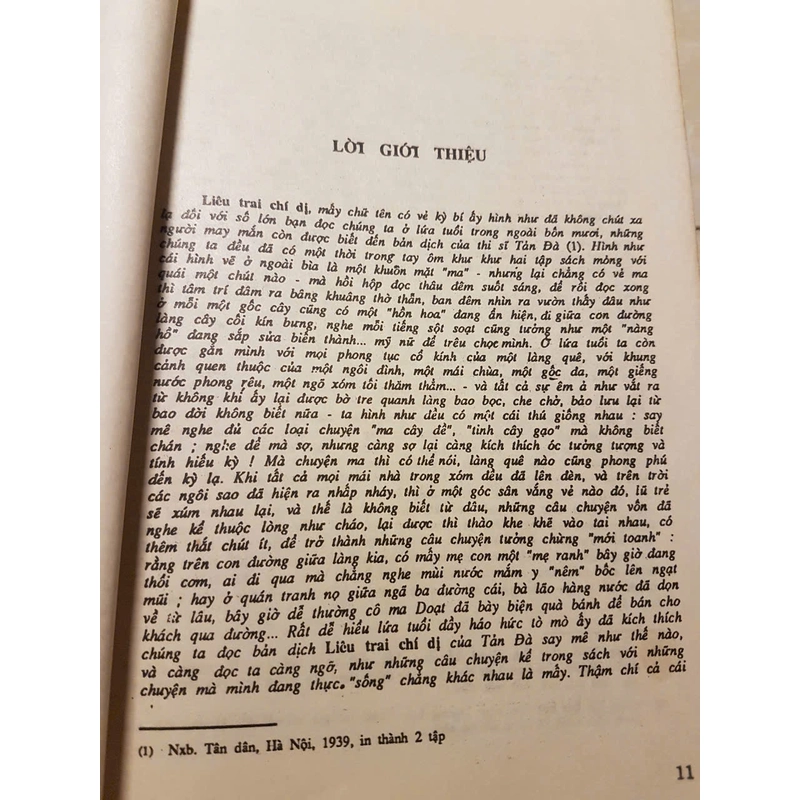 LỜI GIỚI THIỆU
Liêu trai chí dị, mấy chữ tên có vẻ kỳ bí ấy hình như đã không chút xa
lạ đối với số lớn bạn đọc chúng ta ở lứa tuổi trong ngoài bốn mươi, những
người may mắn còn được biết đến bản dịch của thi sĩ Tản Đà (1). Hình như
chúng ta đều đã có một thời trong tay ôm khư khư hai tập sách mỏng với
cái hình vẽ ở ngoài bìa là một khuôn mặt "ma" - nhưng lại chẳng có vẻ ma
quái một chút nào - mà hồi hộp đọc thâu đêm suốt sáng, để rồi đọc xong
thì tâm trí đâm ra bâng khuâng thờ thẫn, ban đêm nhìn ra vườn thấy đâu như
ở mỗi một gốc cây cũng có một "hồn hoa" đang ẩn hiện, đi giữa con đường
làng cây cối kín bưng, nghe mỗi tiếng sột soạt cũng tưởng như một "nàng
hồ" đang sắp sửa biến thành... mỹ nữ để trêu chọc mình. Ở lứa tuổi ta còn
được gắn mình với mọi phong tục cổ kính của một làng quê, với khung
cảnh quen thuộc của một ngôi đình, một mái chùa, một gốc đa, một giếng
nước phong rêu, một ngõ xóm tối thăm thẳm... - và tất cả sự êm ả như vắt ra
từ không khí ấy lại được bờ tre quanh làng bao bọc, che chở, bảo lưu lại từ
bao đời không biết nữa - ta hình như đều có một cái thú giống nhau : say
mê nghe đủ các loại chuyện "ma cây đề", "tinh cây gạo" mà không biết
chán ; nghe để mà sợ, nhưng càng sợ lại càng kích thích óc tưởng tượng và
tính hiếu kỳ ! Mà chuyện ma thì có thể nói, làng quê nào cũng phong phú
đến kỳ lạ. Khi tất cả mọi mái nhà trong xóm đều đã lên đèn, và trên trời
các ngôi sao đã hiện ra nhấp nháy, thì ở một góc sân vắng vẻ nào đó, lũ trẻ
sẽ xúm nhau lại, và thế là không biết từ đâu, những câu chuyện vốn đã
nghe kể thuộc lòng như cháo, lại được thì thào khe khẽ vào tai nhau, có
thêm thắt chút ít, để trở thành những câu chuyện tưởng chừng "mới toanh" :
rằng trên con đường giữa làng kia, có mấy mẹ con một "mẹ ranh" bây giờ đang
thổi cơm, ai đi qua mà chẳng nghe mùi nước mắm y "nêm" bốc lên ngạt
mũi ; hay ở quán tranh nọ giữa ngã ba đường cái, bà lão hàng nước đã dọn
về từ lâu, bây giờ dễ thường cô ma Doạt đã bày biện quà bánh để bán cho
khách qua đường... Rất dễ hiểu lứa tuổi đầy háo hức tò mò ấy đã kích thích
chúng ta đọc bản dịch Liêu trai chí dị của Tản Đà say mê như thế nào,
và càng đọc ta càng ngỡ, như những câu chuyện kể trong sách với những
chuyện mà mình đang thực "sống" chẳng khác nhau là mấy. Thậm chí cả cái
(1) Nxb. Tân dân, Hà Nội, 1939, in thành 2 tập
11